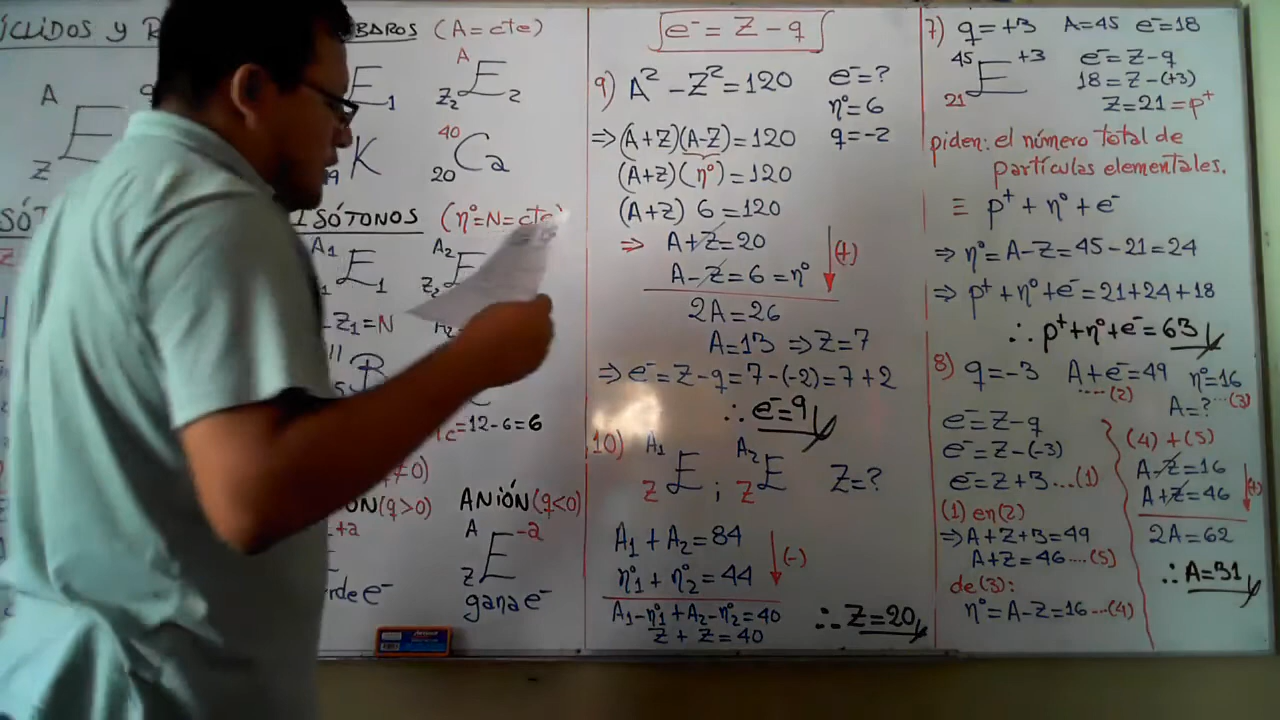 ISÓBAROS (A=cte)
A
Z
E
E₁
A
Z₂ E₂
K
40
20 Ca
ISÓTONOS (n°=N=cte)
A₁
E₁
A₂
Z₂ E
-Z₁=N
=12-6=6
(q>0)
+a
ANIÓN(q<0)
A
Z E -a
gana e⁻
e⁻ = Z - q
9) A² - Z² = 120 e⁻=?
n°=6
⇒ (A+Z)(A-Z) = 120 q=-2
(A+Z)(n°) = 120
(A+Z) 6 = 120
⇒ A+Z=20
A-Z=6=n° (+)
2A=26
A=13 ⇒ Z=7
⇒ e⁻=Z-q=7-(-2)=7+2
∴ e⁻=9
10) A₁ Z E ; A₂ Z E Z=?
A₁+A₂=84
n°₁+n°₂=44 (-)
A₁-n°₁+A₂-n°₂=40
Z+Z=40 ∴ Z=20
7) q=+3 A=45 e⁻=18
45 E +3 e⁻=Z-q
18=Z-(+3)
21 Z=21=p⁺
piden: el número total de
partículas elementales.
≡ p⁺+n°+e⁻
⇒ n°=A-Z=45-21=24
⇒ p⁺+n°+e⁻=21+24+18
∴ p⁺+n°+e⁻=63
8) q=-3 A+e⁻=49 n°=16
....(2) ...(3)
A=?
e⁻=Z-q
e⁻=Z-(-3)
e⁻=Z+3...(1)
(1) en (2)
⇒A+Z+3=49
A+Z=46....(5)
de(3):
n°=A-Z=16...(4)
(4)+(5)
A-Z=16
A+Z=46 (+)
2A=62
∴ A=31